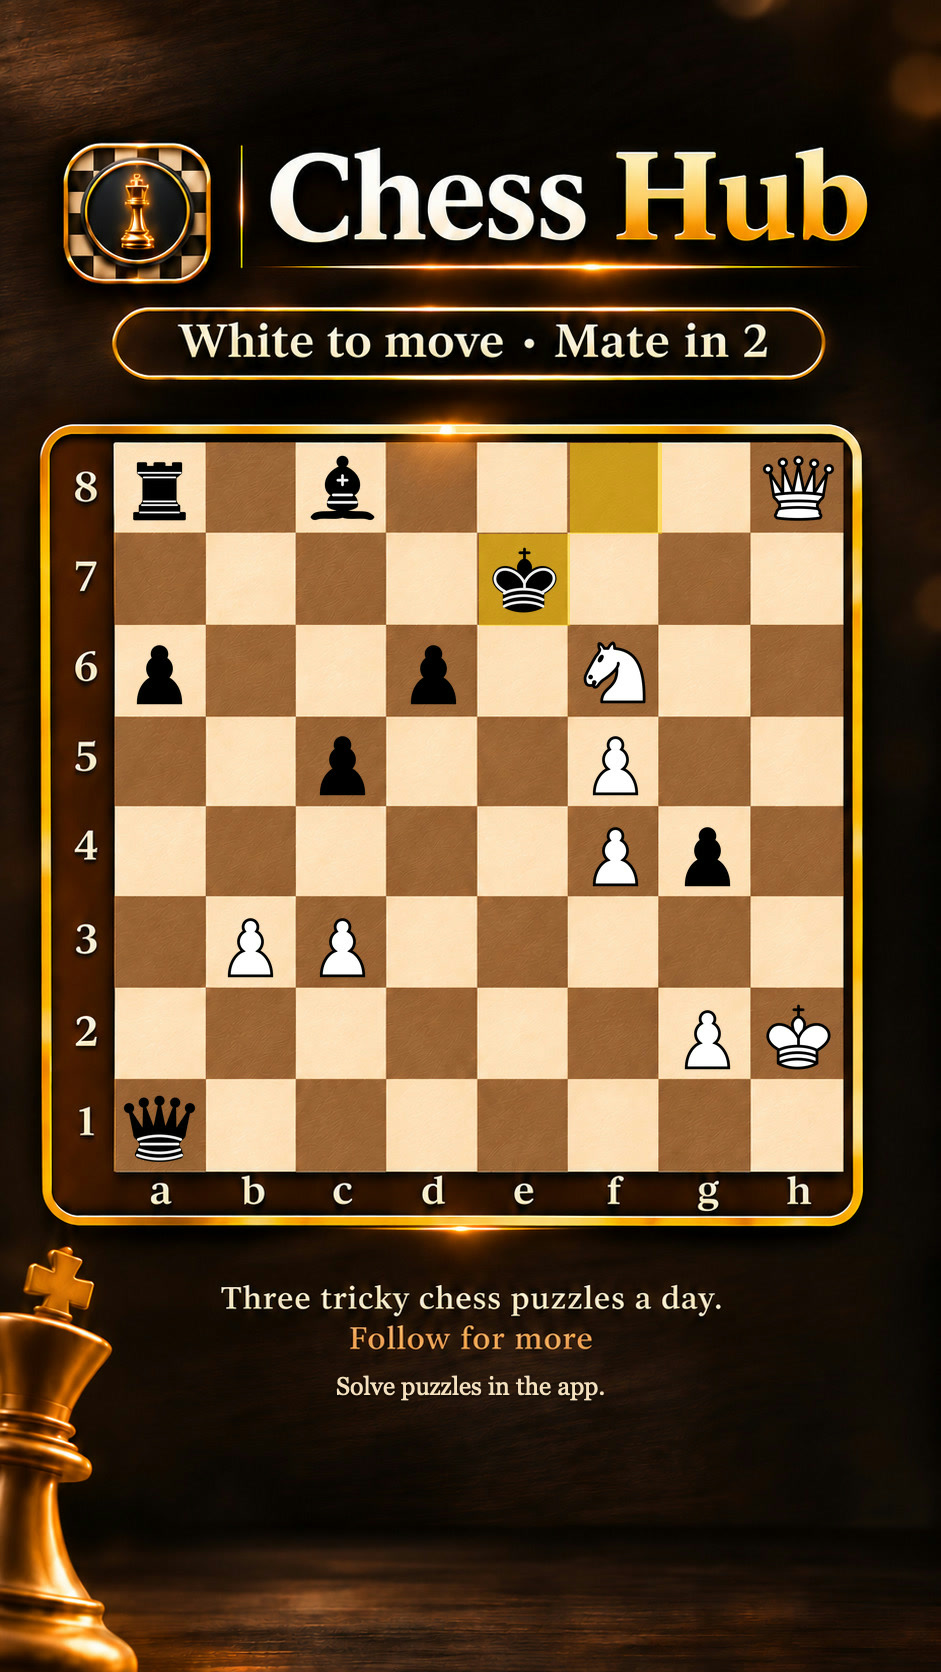 Chess Hub
White to move • Mate in 2
8
7
6
5
4
3
2
1
a b c d e f g h
Three tricky chess puzzles a day.
Follow for more
Solve puzzles in the app.